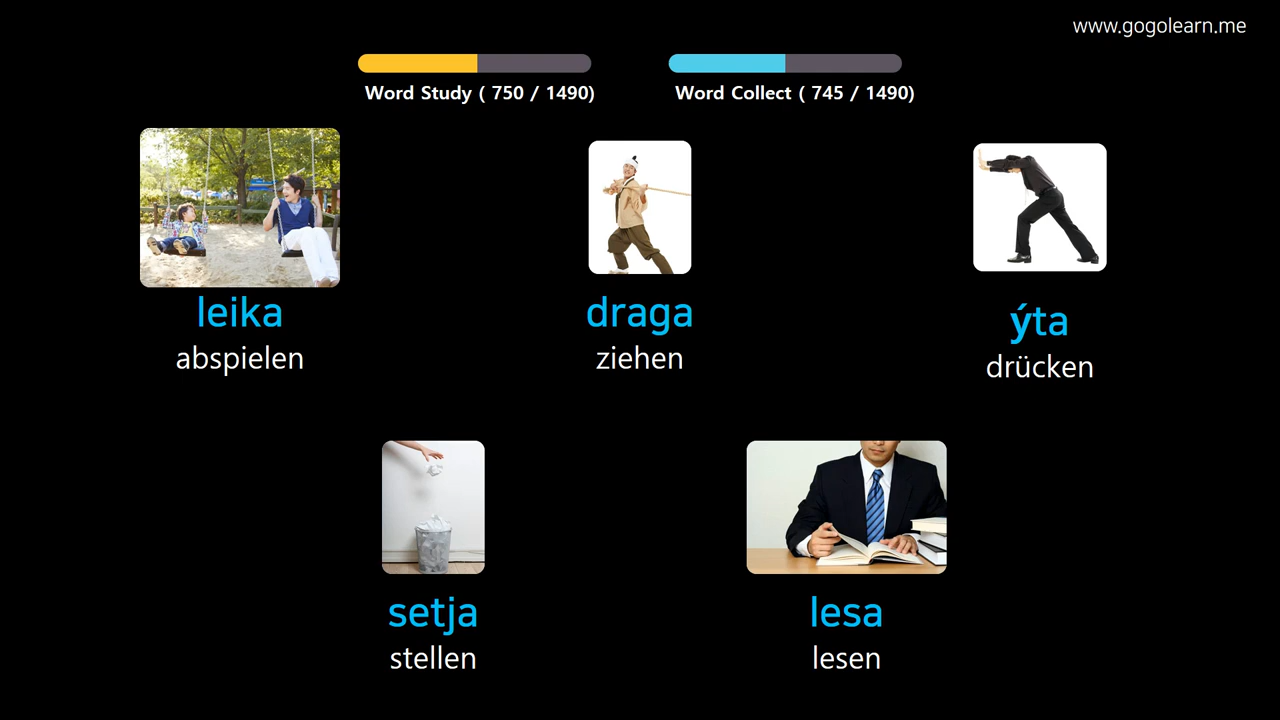 www.gogolearn.me
Word Study ( 750 / 1490)
Word Collect ( 745 / 1490)
leika
abspielen
draga
ziehen
ýta
drücken
setja
stellen
lesa
lesen